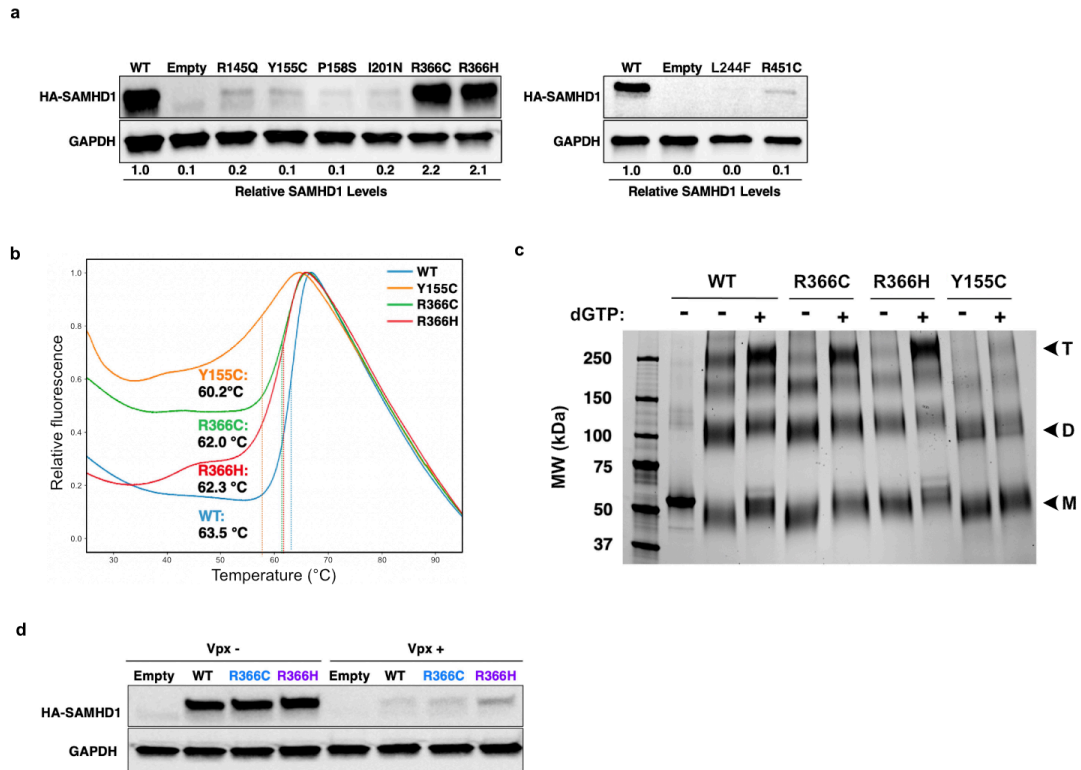 a
WT Empty R145Q Y155C P158S I201N R366C R366H
HA-SAMHD1
GAPDH
1.0 0.1 0.2 0.1 0.1 0.2 2.2 2.1
Relative SAMHD1 Levels
WT Empty L244F R451C
HA-SAMHD1
GAPDH
1.0 0.0 0.0 0.1
Relative SAMHD1 Levels
b
Relative fluorescence
1.0
0.8
0.6
0.4
0.2
0.0
WT
Y155C
R366C
R366H
Y155C:
60.2°C
R366C:
62.0 °C
R366H:
62.3 °C
WT:
63.5 °C
30 40 50 60 70 80 90
Temperature (°C)
c
WT R366C R366H Y155C
dGTP: - - + - + - + - +
MW (kDa)
250
150
100
75
50
37
T
D
M
d
Vpx - Vpx +
Empty WT R366C R366H Empty WT R366C R366H
HA-SAMHD1
GAPDH